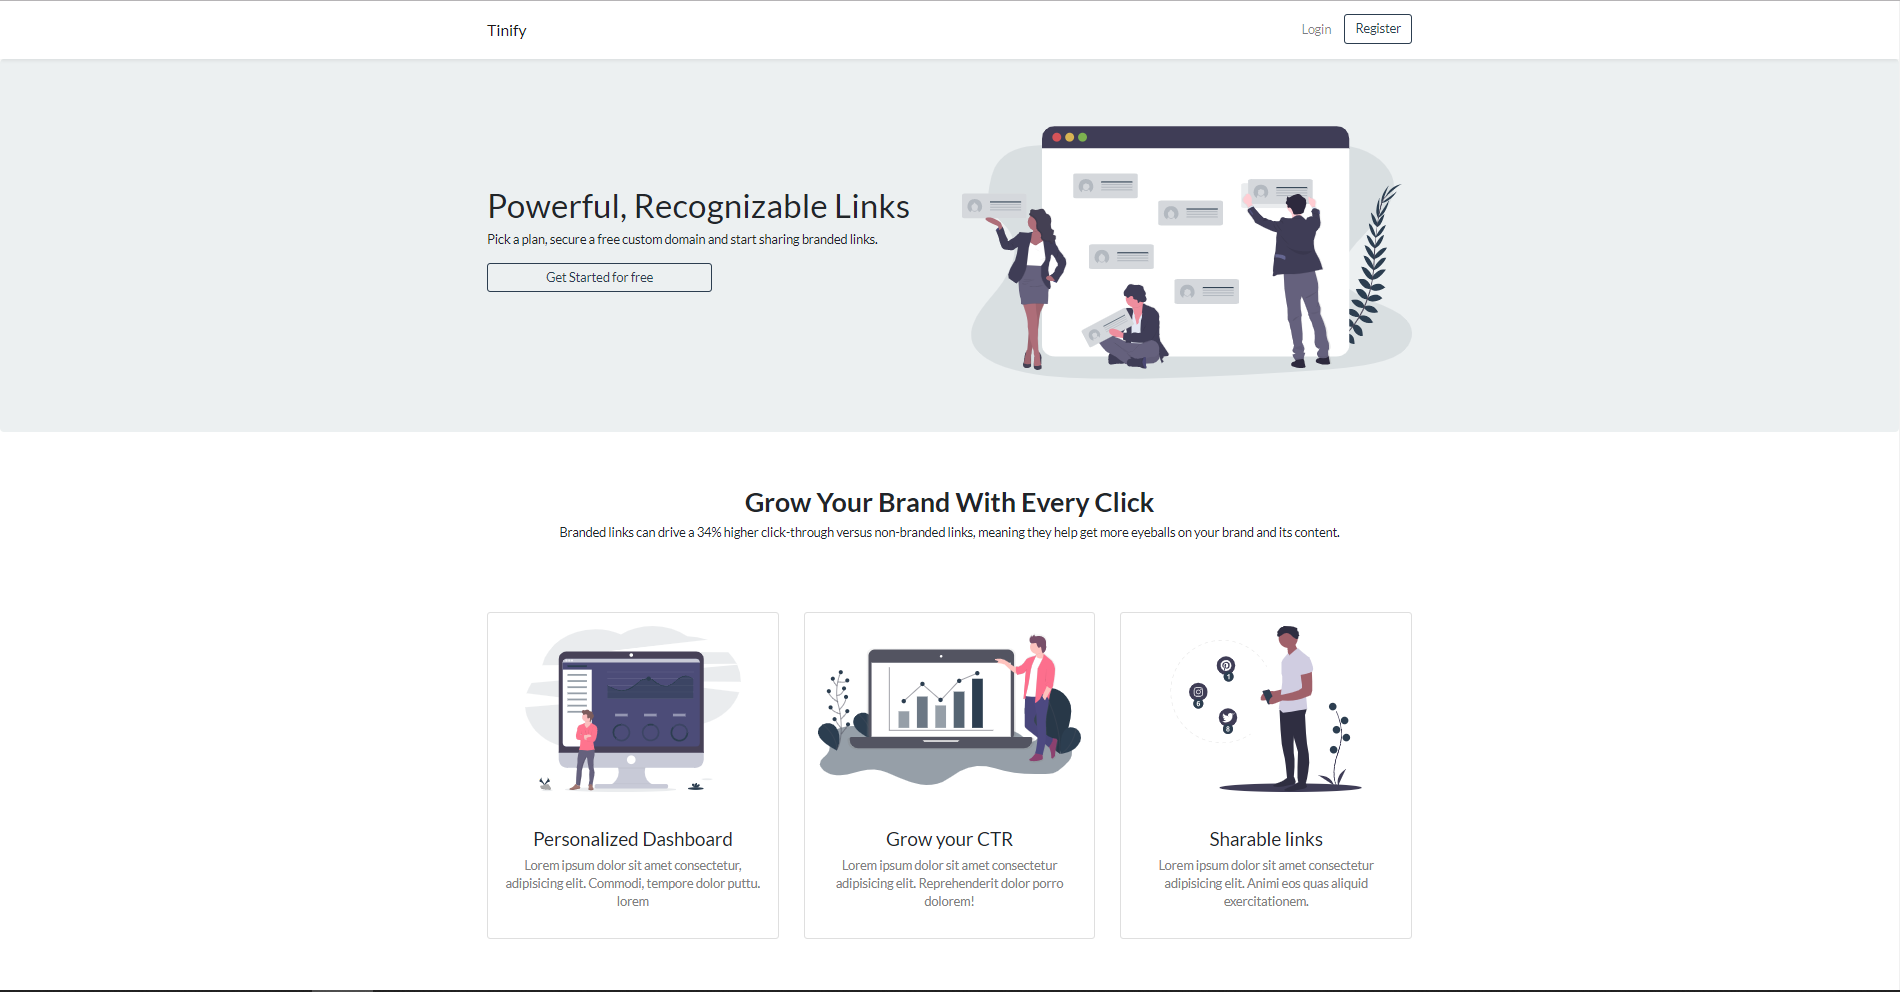 Tinify
Login
Register
Powerful, Recognizable Links
Pick a plan, secure a free custom domain and start sharing branded links.
Get Started for free
Grow Your Brand With Every Click
Branded links can drive a 34% higher click-through versus non-branded links, meaning they help get more eyeballs on your brand and its content.
1
6
8
Personalized Dashboard
Lorem ipsum dolor sit amet consectetur,
adipisicing elit. Commodi, tempore dolor puttu.
lorem
Grow your CTR
Lorem ipsum dolor sit amet consectetur
adipisicing elit. Reprehenderit dolor porro
dolorem!
Sharable links
Lorem ipsum dolor sit amet consectetur
adipisicing elit. Animi eos quas aliquid
exercitationem.